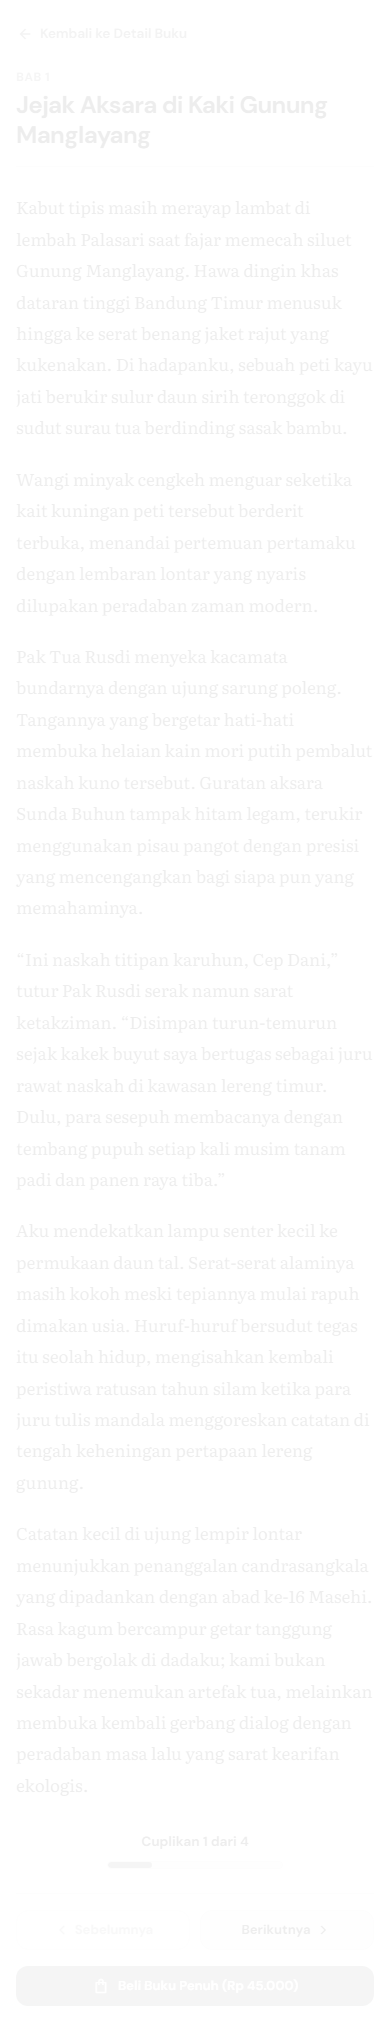 Kembali ke Detail Buku
BAB 1
Jejak Aksara di Kaki Gunung
Manglayang
Kabut tipis masih merayap lambat di
lembah Palasari saat fajar memecah siluet
Gunung Manglayang. Hawa dingin khas
dataran tinggi Bandung Timur menusuk
hingga ke serat benang jaket rajut yang
kukenakan. Di hadapanku, sebuah peti kayu
jati berukir sulur daun sirih teronggok di
sudut surau tua berdinding sasak bambu.
Wangi minyak cengkeh menguar seketika
kait kuningan peti tersebut berderit
terbuka, menandai pertemuan pertamaku
dengan lembaran lontar yang nyaris
dilupakan peradaban zaman modern.
Pak Tua Rusdi menyeka kacamata
bundarnya dengan ujung sarung poleng.
Tangannya yang bergetar hati-hati
membuka helaian kain mori putih pembalut
naskah kuno tersebut. Guratan aksara
Sunda Buhun tampak hitam legam, terukir
menggunakan pisau pangot dengan presisi
yang mencengangkan bagi siapa pun yang
memahaminya.
“Ini naskah titipan karuhun, Cep Dani,”
tutur Pak Rusdi serak namun sarat
ketakziman. “Disimpan turun-temurun
sejak kakek buyut saya bertugas sebagai juru
rawat naskah di kawasan lereng timur.
Dulu, para sesepuh membacanya dengan
tembang pupuh setiap kali musim tanam
padi dan panen raya tiba.”
Aku mendekatkan lampu senter kecil ke
permukaan daun tal. Serat-serat alaminya
masih kokoh meski tepiannya mulai rapuh
dimakan usia. Huruf-huruf bersudut tegas
itu seolah hidup, mengisahkan kembali
peristiwa ratusan tahun silam ketika para
juru tulis mandala menggoreskan catatan di
tengah keheningan pertapaan lereng
gunung.
Catatan kecil di ujung lempir lontar
menunjukkan penanggalan candrasangkala
yang dipadankan dengan abad ke-16 Masehi.
Rasa kagum bercampur getar tanggung
jawab bergolak di dadaku; kami bukan
sekadar menemukan artefak tua, melainkan
membuka kembali gerbang dialog dengan
peradaban masa lalu yang sarat kearifan
ekologis.
Cuplikan 1 dari 4
Sebelumnya
Berikutnya
Beli Buku Penuh (Rp 45.000)